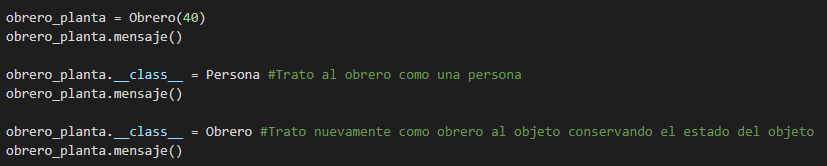 obrero_planta = Obrero(40)
obrero_planta.mensaje()
obrero_planta.__class__ = Persona #Trato al obrero como una persona
obrero_planta.mensaje()
obrero_planta.__class__ = Obrero #Trato nuevamente como obrero al objeto conservando el estado del objeto
obrero_planta.mensaje()